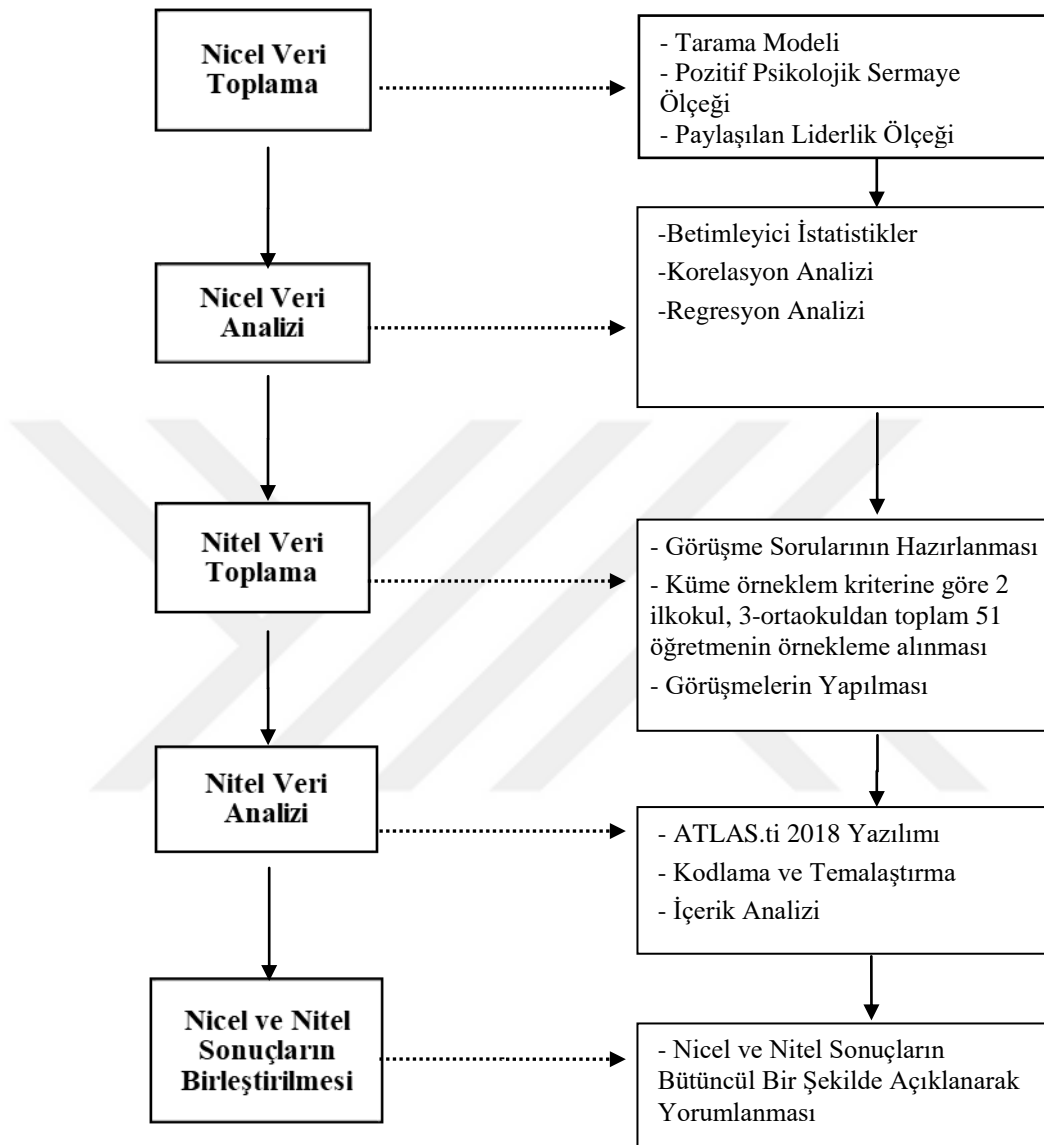 Nicel Veri
Toplama
- Tarama Modeli
- Pozitif Psikolojik Sermaye
Ölçeği
- Paylaşılan Liderlik Ölçeği
Nicel Veri
Analizi
-Betimleyici İstatistikler
-Korelasyon Analizi
-Regresyon Analizi
Nitel Veri
Toplama
- Görüşme Sorularının Hazırlanması
- Küme örneklem kriterine göre 2
ilkokul, 3-ortaokuldan toplam 51
öğretmenin örnekleme alınması
- Görüşmelerin Yapılması
Nitel Veri
Analizi
- ATLAS.ti 2018 Yazılımı
- Kodlama ve Temalaştırma
- İçerik Analizi
Nicel ve Nitel
Sonuçların
Birleştirilmesi
- Nicel ve Nitel Sonuçların
Bütüncül Bir Şekilde Açıklanarak
Yorumlanması